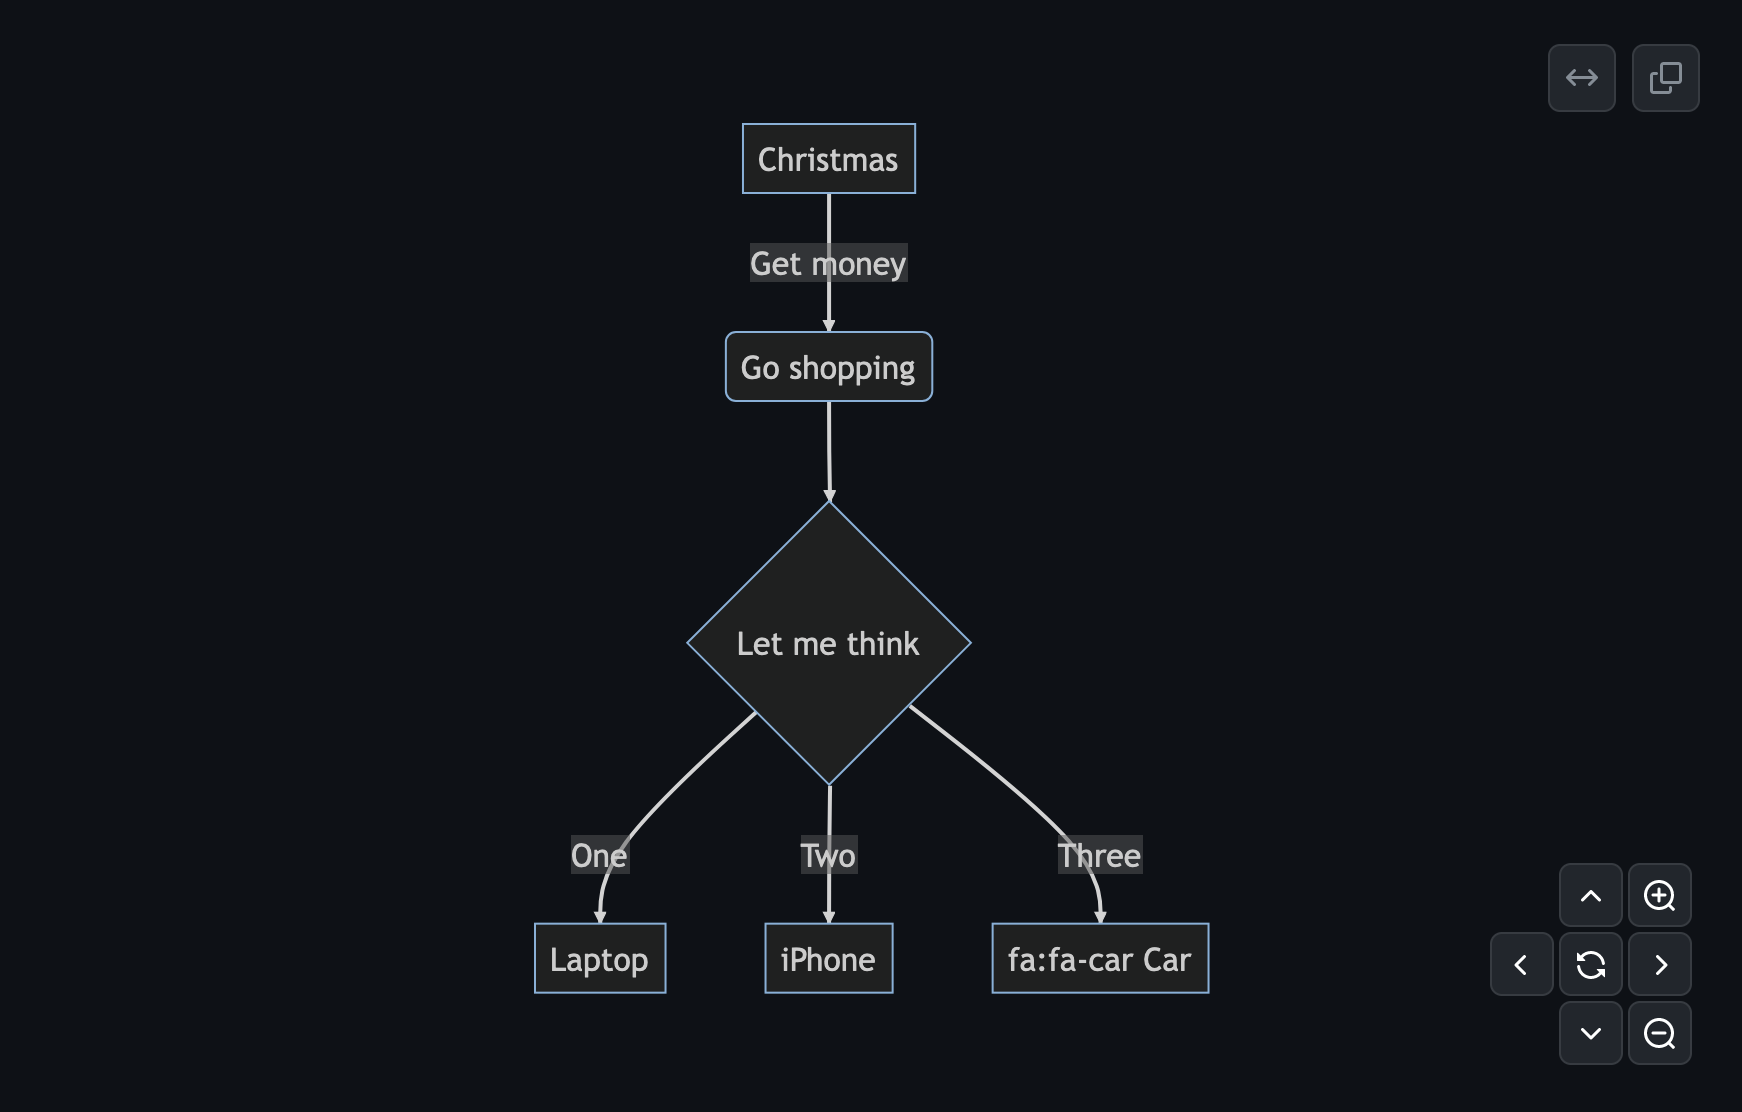 Christmas
Get money
Go shopping
Let me think
One
Two
Three
Laptop
iPhone
fa:fa-car Car